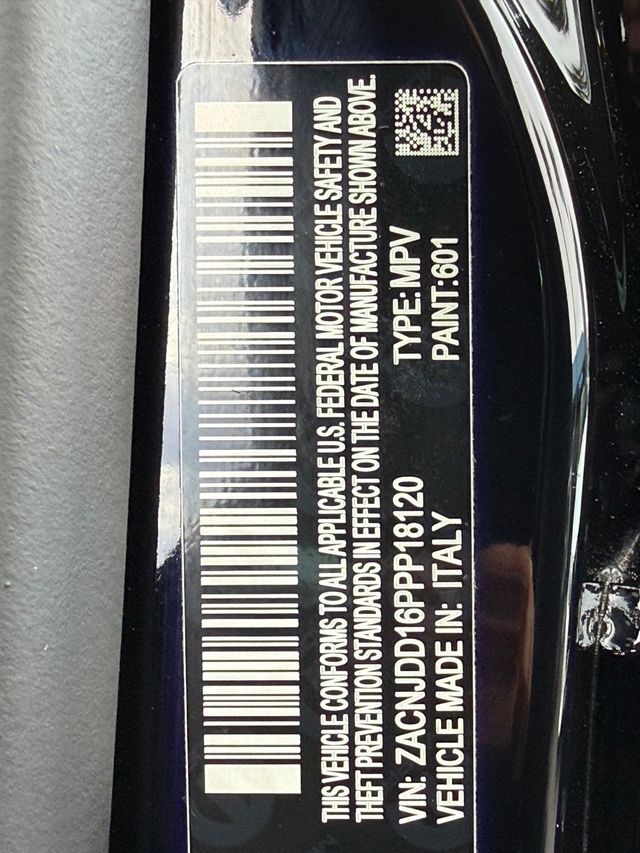 THIS VEHICLE CONFORMS TO ALL APPLICABLE U.S. FEDERAL MOTOR VEHICLE SAFETY AND
THEFT PREVENTION STANDARDS IN EFFECT ON THE DATE OF MANUFACTURE SHOWN ABOVE.
VIN: ZACNJDD16PPP18120 TYPE: MPV
VEHICLE MADE IN: ITALY PAINT:601